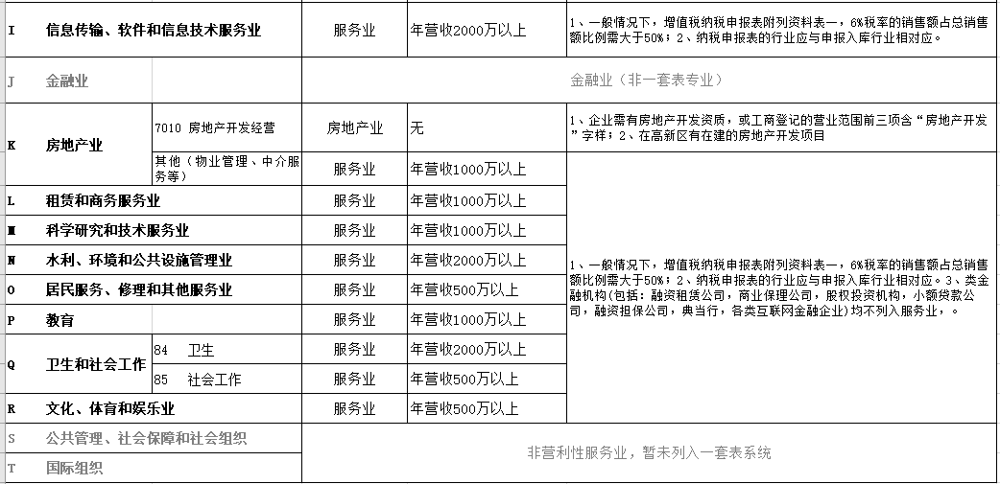 I 信息传输、软件和信息技术服务业 服务业 年营收2000万以上 1、一般情况下，增值税纳税申报表附列资料表一，6%税率的销售额占总销售
额比例需大于50%；2、纳税申报表的行业应与申报入库行业相对应。
J 金融业 金融业（非一套表专业）
K 房地产业
7010 房地产开发经营 房地产业 无
1、企业需有房地产开发资质，或工商登记的营业范围前三项含“房地产开发
”字样；2、在高新区有在建的房地产开发项目
其他（物业管理、中介服
务等） 服务业 年营收1000万以上
L 租赁和商务服务业 服务业 年营收1000万以上
M 科学研究和技术服务业 服务业 年营收1000万以上
N 水利、环境和公共设施管理业 服务业 年营收2000万以上
O 居民服务、修理和其他服务业 服务业 年营收500万以上
P 教育 服务业 年营收1000万以上
Q 卫生和社会工作
84 卫生 服务业 年营收2000万以上
85 社会工作 服务业 年营收500万以上
R 文化、体育和娱乐业 服务业 年营收500万以上
1、一般情况下，增值税纳税申报表附列资料表一，6%税率的销售额占总销售
额比例需大于50%；2、纳税申报表的行业应与申报入库行业相对应。3、类金
融机构(包括：融资租赁公司，商业保理公司，股权投资机构，小额贷款公
司，融资担保公司，典当行，各类互联网金融企业)均不列入服务业，。
S 公共管理、社会保障和社会组织
T 国际组织
非营利性服务业，暂未列入一套表系统